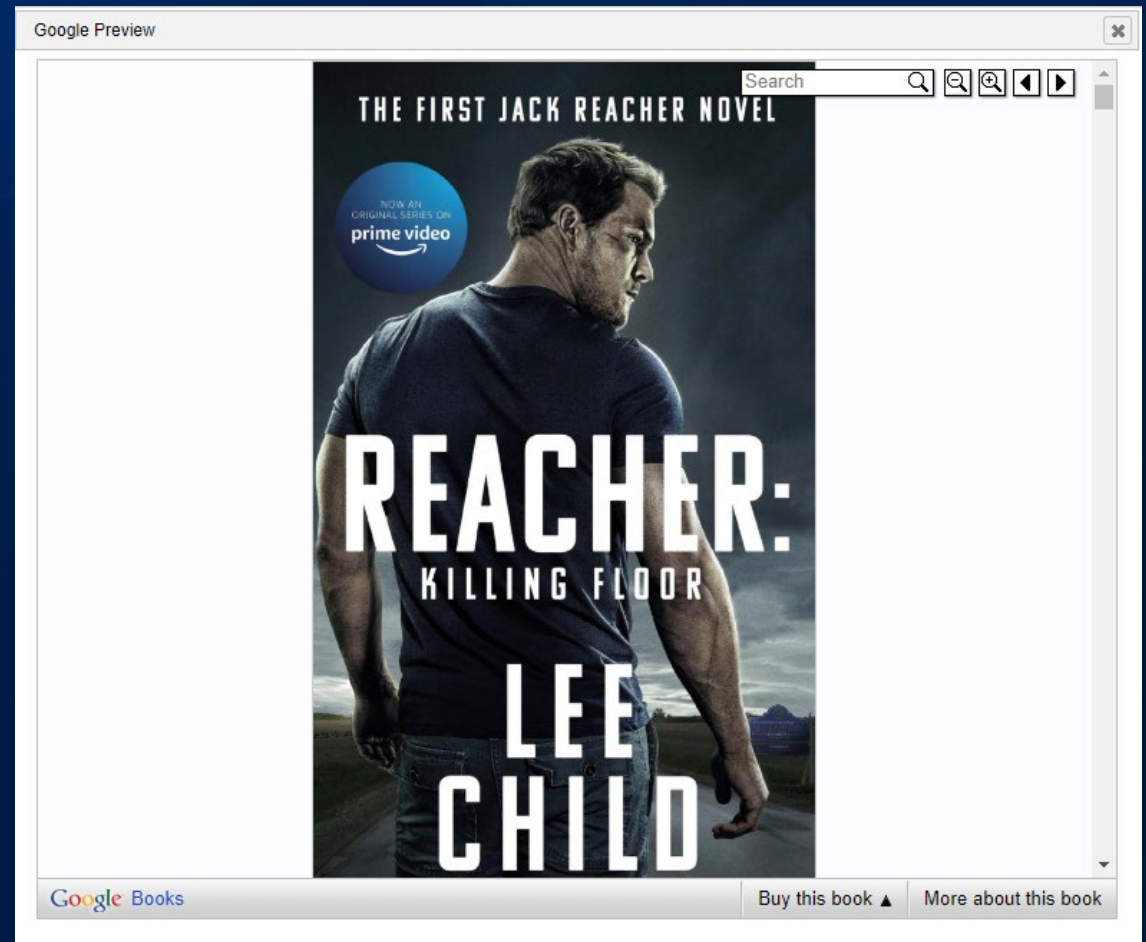 Google Preview
Search
THE FIRST JACK REACHER NOVEL
NOW AN
ORIGINAL SERIES ON
prime video
REACHER:
KILLING FLOOR
LEE
CHILD
Google Books
Buy this book ▲
More about this book